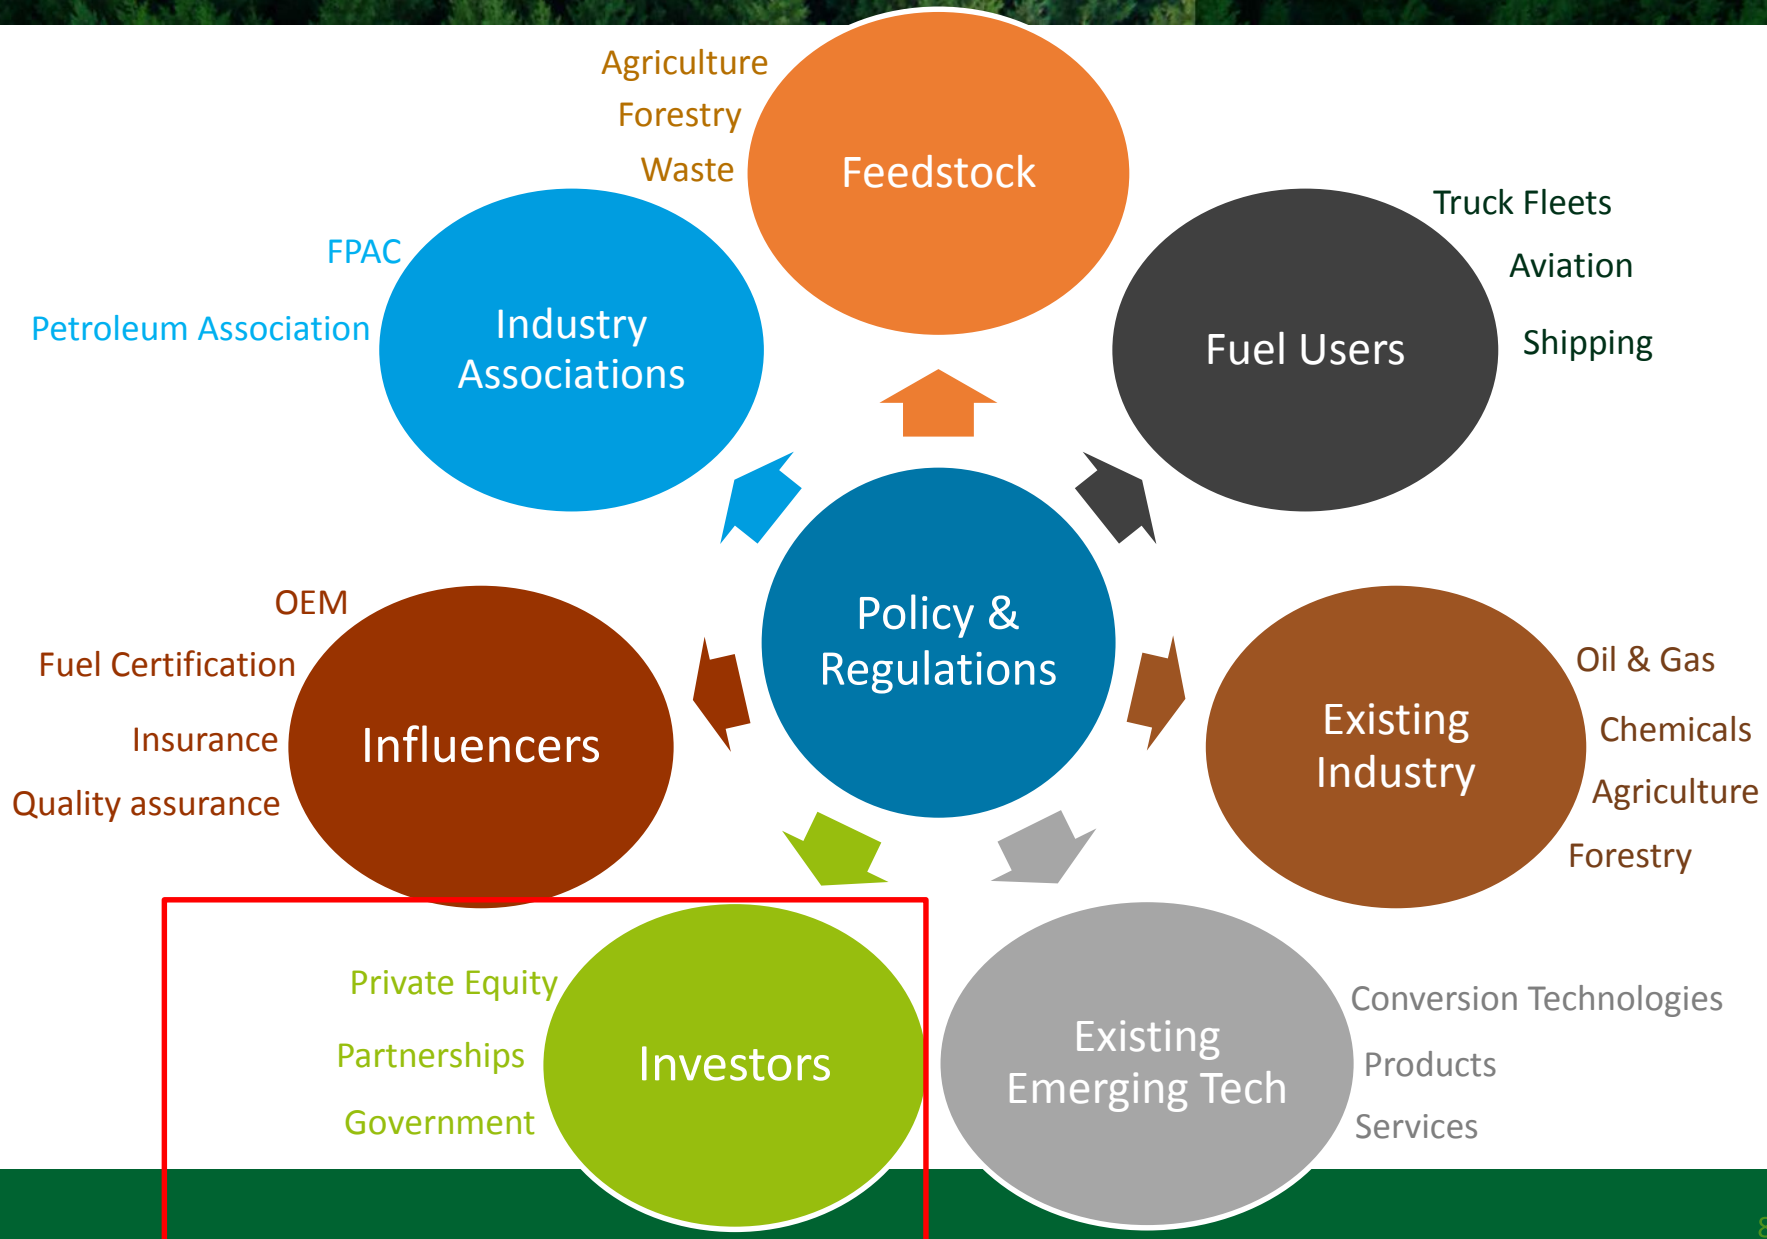 Agriculture
Forestry
Waste
Feedstock
Truck Fleets
Aviation
Shipping
Fuel Users
FPAC
Petroleum Association
Industry
Associations
Policy &
Regulations
OEM
Fuel Certification
Insurance
Quality assurance
Influencers
Existing
Industry
Oil & Gas
Chemicals
Agriculture
Forestry
Private Equity
Partnerships
Government
Investors
Existing
Emerging Tech
Conversion Technologies
Products
Services
8